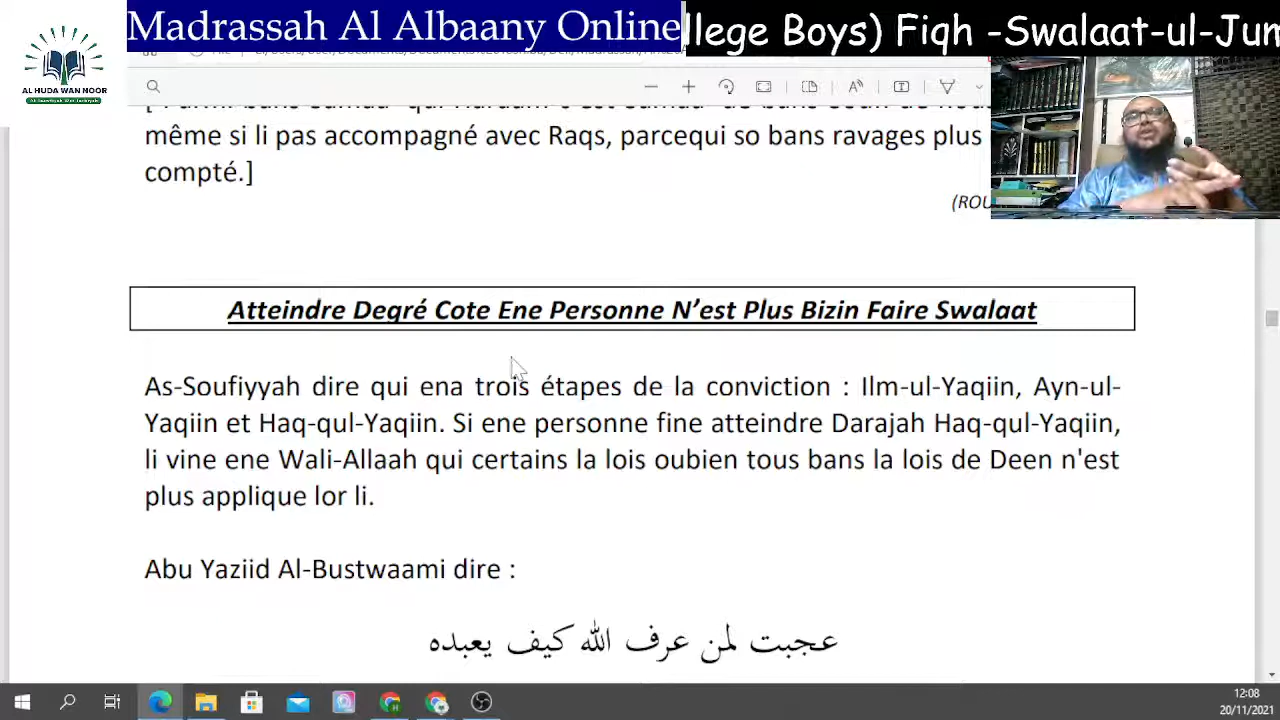 Madrassah Al Albaany Online
llege Boys) Fiqh -Swalaat-ul-Jum
AL HUDA WAN NOOR
même si li pas accompagné avec Raqs, parcequi so bans ravages plus
compté.]
(ROU
Atteindre Degré Cote Ene Personne N'est Plus Bizin Faire Swalaat
As-Soufiyyah dire qui ena trois étapes de la conviction : Ilm-ul-Yaqiin, Ayn-ul-
Yaqiin et Haq-qul-Yaqiin. Si ene personne fine atteindre Darajah Haq-qul-Yaqiin,
li vine ene Wali-Allaah qui certains la lois oubien tous bans la lois de Deen n'est
plus applique lor li.
Abu Yaziid Al-Bustwaami dire :
عجبت لمن عرف الله كيف يعبده
12:08
20/11/2021